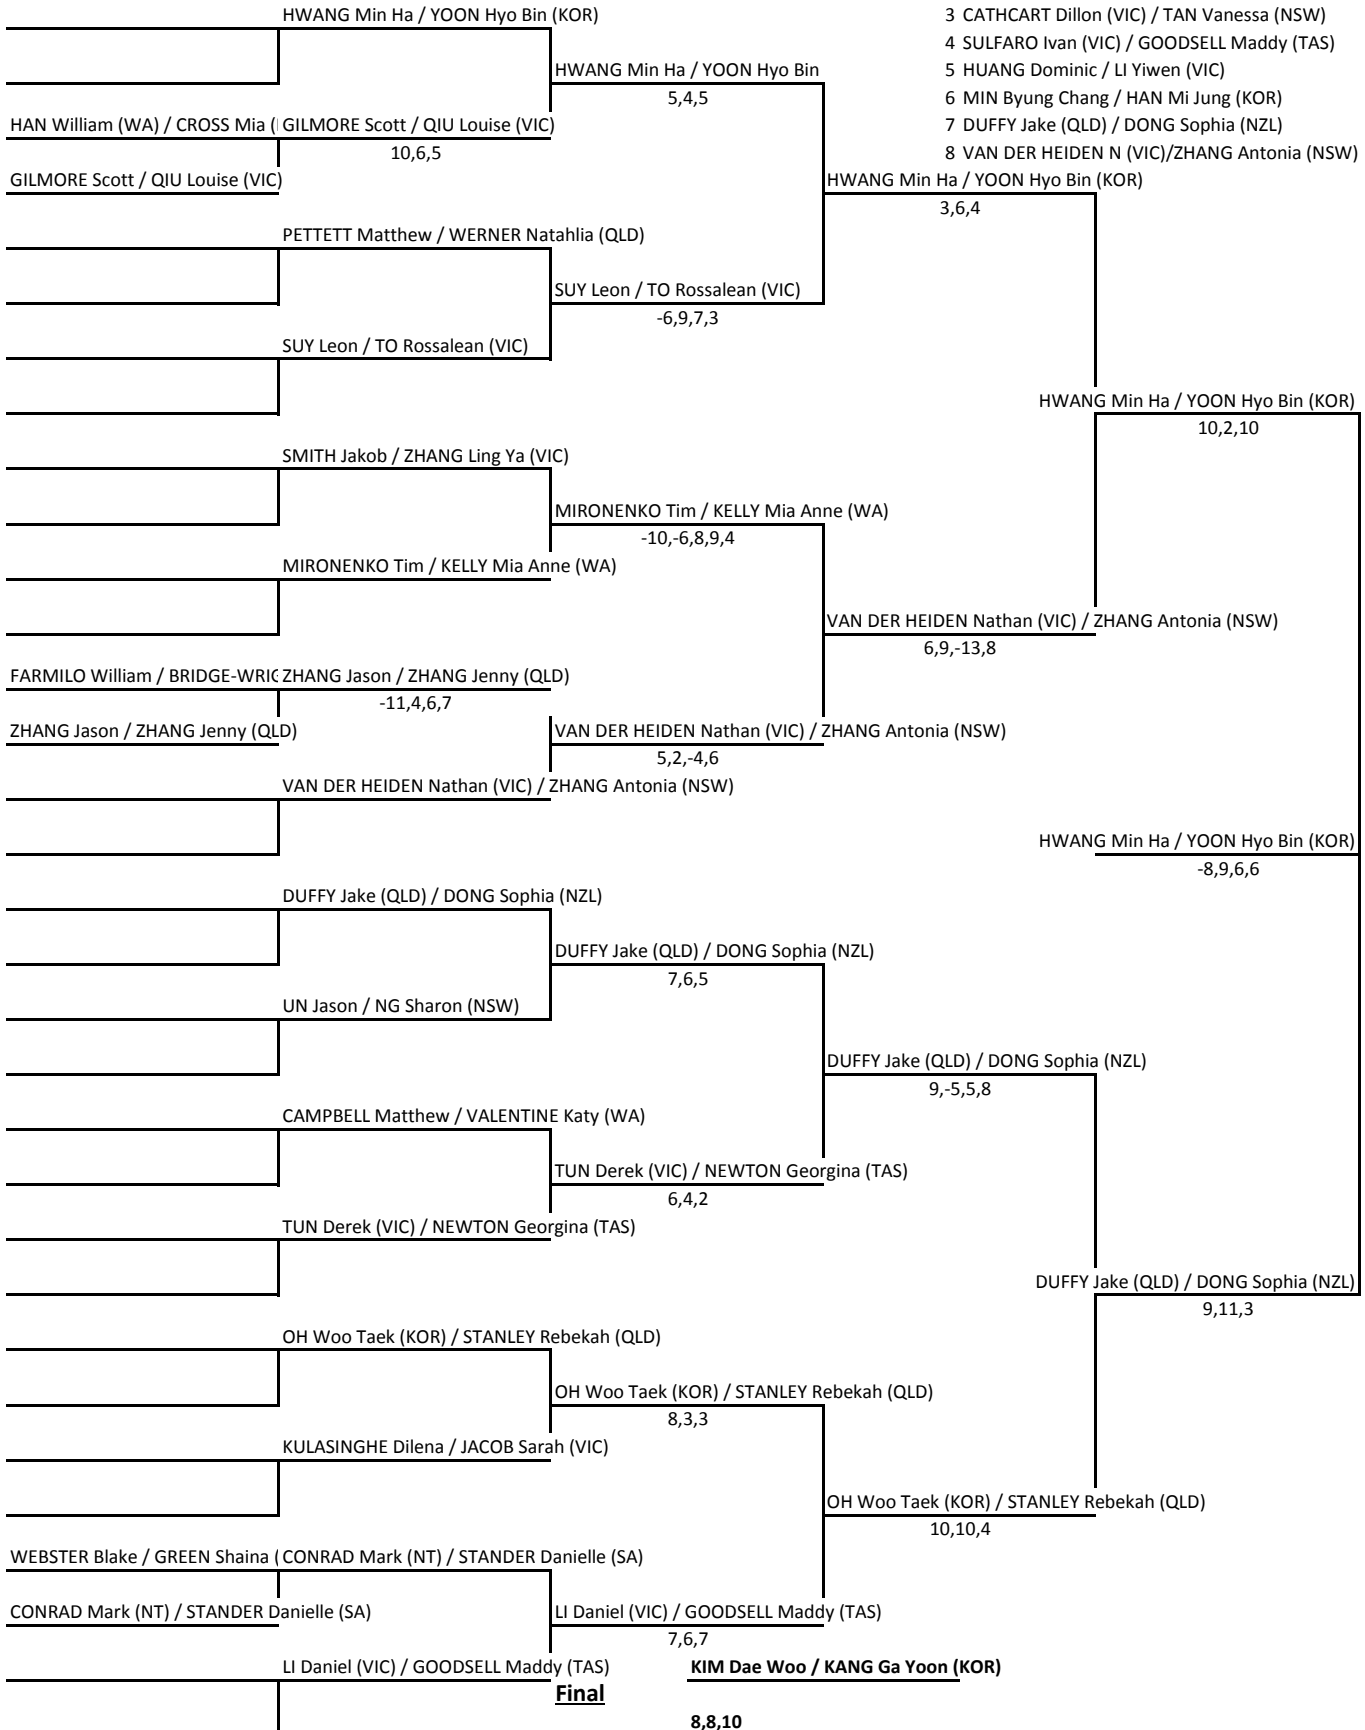 HWANG Min Ha / YOON Hyo Bin (KOR)
3 CATHCART Dillon (VIC) / TAN Vanessa (NSW)
4 SULFARO Ivan (VIC) / GOODSELL Maddy (TAS)
HWANG Min Ha / YOON Hyo Bin
5 HUANG Dominic / LI Yiwen (VIC)
5,4,5
6 MIN Byung Chang / HAN Mi Jung (KOR)
HAN William (WA) / CROSS Mia (
GILMORE Scott / QIU Louise (VIC)
7 DUFFY Jake (QLD) / DONG Sophia (NZL)
10,6,5
8 VAN DER HEIDEN N (VIC)/ZHANG Antonia (NSW)
GILMORE Scott / QIU Louise (VIC)
HWANG Min Ha / YOON Hyo Bin (KOR)
3,6,4
PETTETT Matthew / WERNER Natahlia (QLD)
SUY Leon / TO Rossalean (VIC)
-6,9,7,3
SUY Leon / TO Rossalean (VIC)
HWANG Min Ha / YOON Hyo Bin (KOR)
10,2,10
SMITH Jakob / ZHANG Ling Ya (VIC)
MIRONENKO Tim / KELLY Mia Anne (WA)
-10,-6,8,9,4
MIRONENKO Tim / KELLY Mia Anne (WA)
VAN DER HEIDEN Nathan (VIC) / ZHANG Antonia (NSW)
6,9,-13,8
FARMILO William / BRIDGE-WRIG
ZHANG Jason / ZHANG Jenny (QLD)
-11,4,6,7
ZHANG Jason / ZHANG Jenny (QLD)
VAN DER HEIDEN Nathan (VIC) / ZHANG Antonia (NSW)
5,2,-4,6
VAN DER HEIDEN Nathan (VIC) / ZHANG Antonia (NSW)
HWANG Min Ha / YOON Hyo Bin (KOR)
-8,9,6,6
DUFFY Jake (QLD) / DONG Sophia (NZL)
DUFFY Jake (QLD) / DONG Sophia (NZL)
7,6,5
UN Jason / NG Sharon (NSW)
DUFFY Jake (QLD) / DONG Sophia (NZL)
9,-5,5,8
CAMPBELL Matthew / VALENTINE Katy (WA)
TUN Derek (VIC) / NEWTON Georgina (TAS)
6,4,2
TUN Derek (VIC) / NEWTON Georgina (TAS)
DUFFY Jake (QLD) / DONG Sophia (NZL)
9,11,3
OH Woo Taek (KOR) / STANLEY Rebekah (QLD)
OH Woo Taek (KOR) / STANLEY Rebekah (QLD)
8,3,3
KULASINGHE Dilena / JACOB Sarah (VIC)
OH Woo Taek (KOR) / STANLEY Rebekah (QLD)
10,10,4
WEBSTER Blake / GREEN Shaina (
CONRAD Mark (NT) / STANDER Danielle (SA)
CONRAD Mark (NT) / STANDER Danielle (SA)
LI Daniel (VIC) / GOODSELL Maddy (TAS)
7,6,7
LI Daniel (VIC) / GOODSELL Maddy (TAS)
KIM Dae Woo / KANG Ga Yoon (KOR)
Final
8,8,10